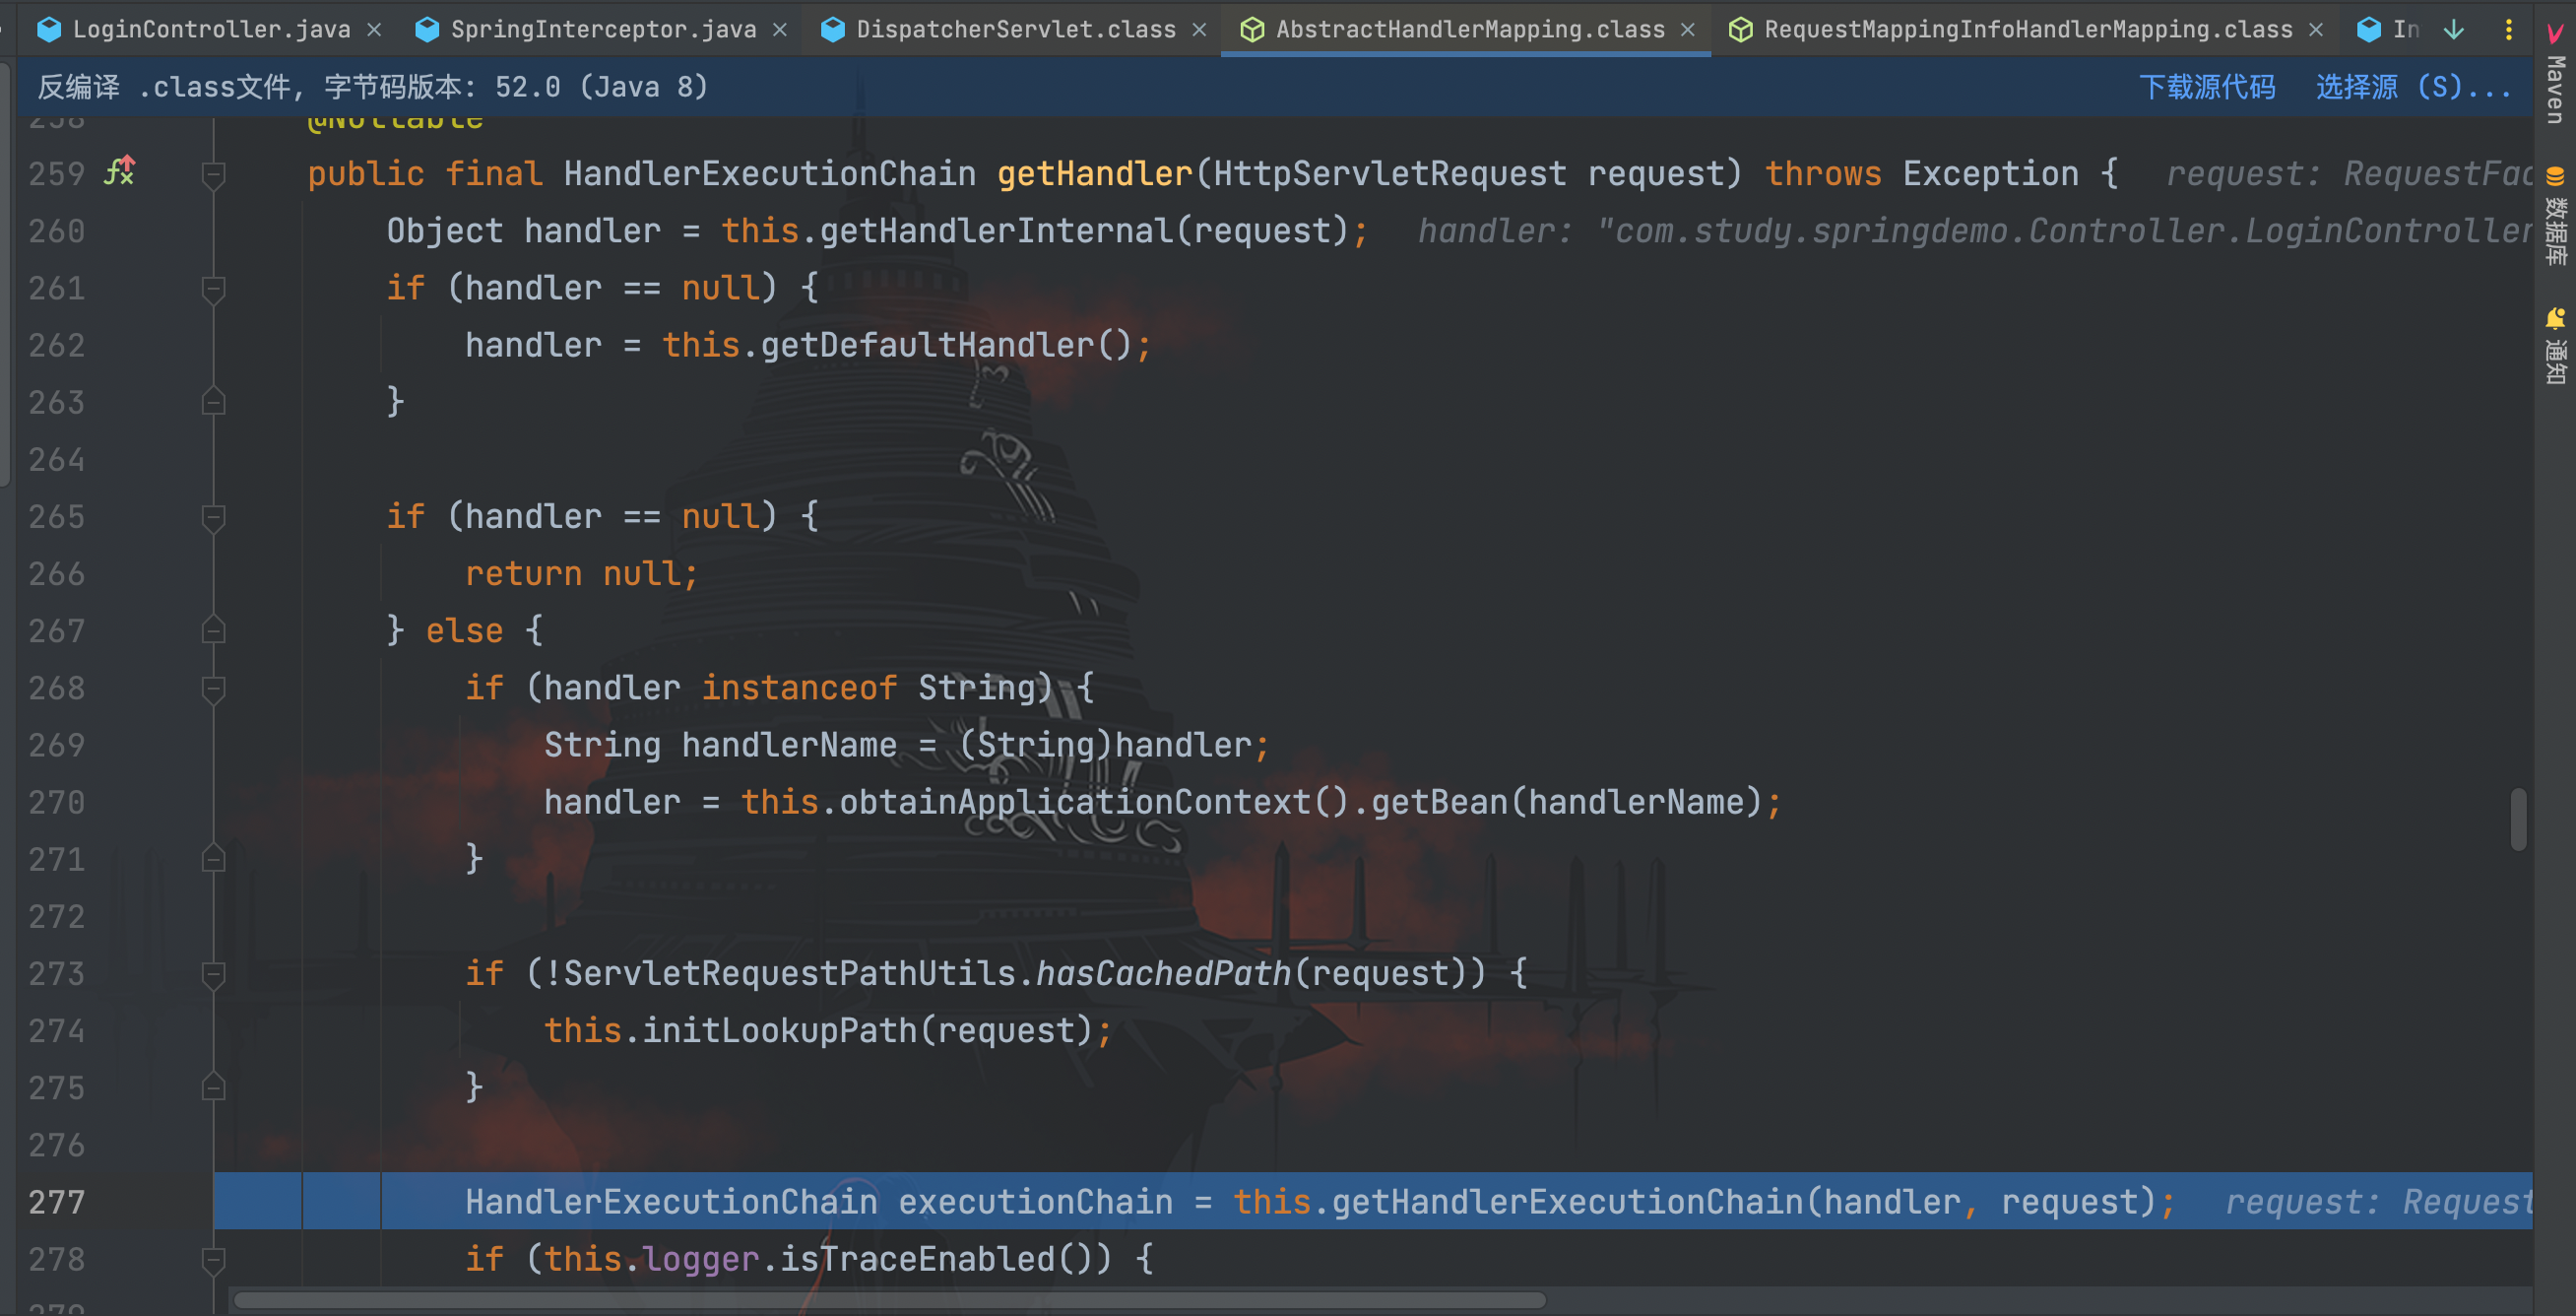 LoginController.java SpringInterceptor.java DispatcherServlet.class AbstractHandlerMapping.class RequestMappingInfoHandlerMapping.class In
反编译 .class文件, 字节码版本: 52.0 (Java 8) 下载源代码 选择源 (S)...
258 @Nullable
259 public final HandlerExecutionChain getHandler(HttpServletRequest request) throws Exception { request: RequestFac
260 Object handler = this.getHandlerInternal(request); handler: "com.study.springdemo.Controller.LoginController
261 if (handler == null) {
262 handler = this.getDefaultHandler();
263 }
264
265 if (handler == null) {
266 return null;
267 } else {
268 if (handler instanceof String) {
269 String handlerName = (String)handler;
270 handler = this.obtainApplicationContext().getBean(handlerName);
271 }
272
273 if (!ServletRequestPathUtils.hasCachedPath(request)) {
274 this.initLookupPath(request);
275 }
276
277 HandlerExecutionChain executionChain = this.getHandlerExecutionChain(handler, request); request: Request
278 if (this.logger.isTraceEnabled()) {
279
Maven
数据库
通知